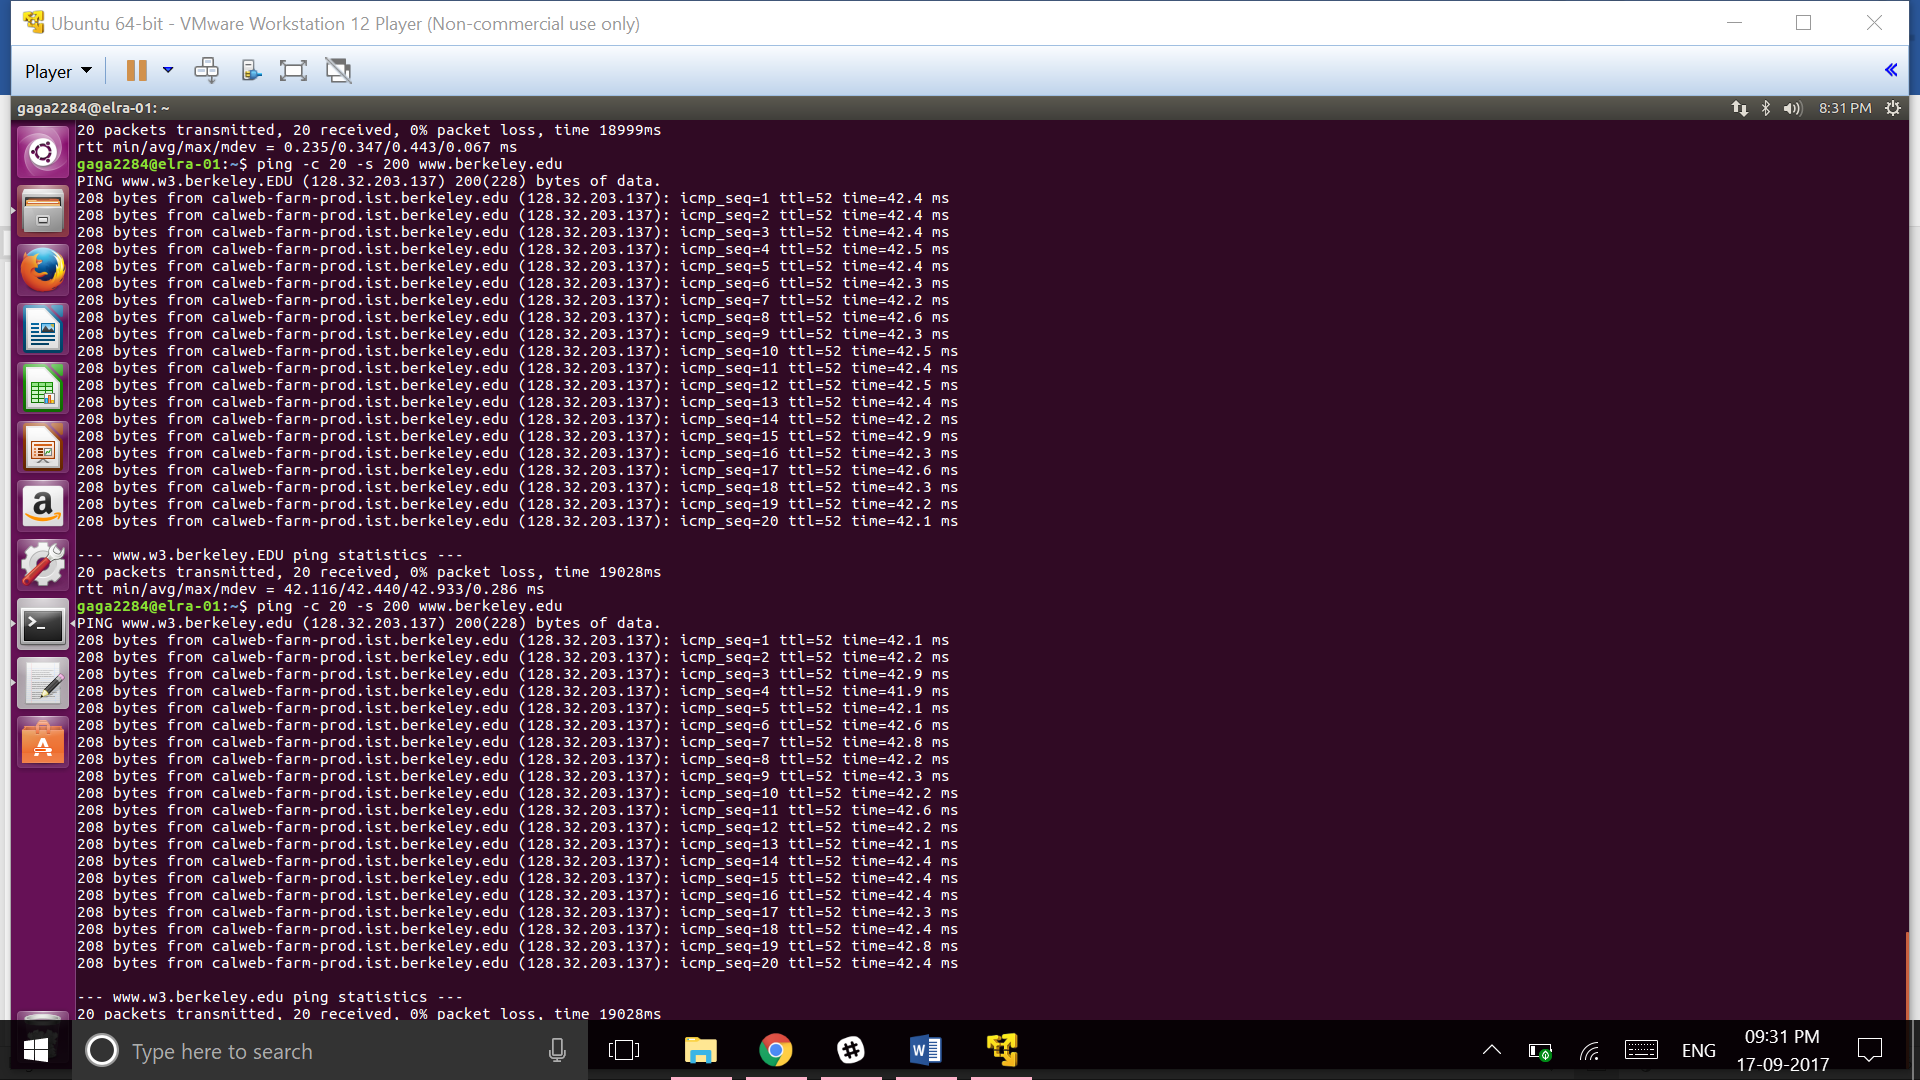 Ubuntu 64-bit - VMware Workstation 12 Player (Non-commercial use only)
Player
gaga2284@elra-01: ~
8:31 PM
20 packets transmitted, 20 received, 0% packet loss, time 18999ms
rtt min/avg/max/mdev = 0.235/0.347/0.443/0.067 ms
gaga2284@elra-01:~$ ping -c 20 -s 200 www.berkeley.edu
PING www.w3.berkeley.EDU (128.32.203.137) 200(228) bytes of data.
208 bytes from calweb-farm-prod.ist.berkeley.edu (128.32.203.137): icmp_seq=1 ttl=52 time=42.4 ms
208 bytes from calweb-farm-prod.ist.berkeley.edu (128.32.203.137): icmp_seq=2 ttl=52 time=42.4 ms
208 bytes from calweb-farm-prod.ist.berkeley.edu (128.32.203.137): icmp_seq=3 ttl=52 time=42.4 ms
208 bytes from calweb-farm-prod.ist.berkeley.edu (128.32.203.137): icmp_seq=4 ttl=52 time=42.5 ms
208 bytes from calweb-farm-prod.ist.berkeley.edu (128.32.203.137): icmp_seq=5 ttl=52 time=42.4 ms
208 bytes from calweb-farm-prod.ist.berkeley.edu (128.32.203.137): icmp_seq=6 ttl=52 time=42.3 ms
208 bytes from calweb-farm-prod.ist.berkeley.edu (128.32.203.137): icmp_seq=7 ttl=52 time=42.2 ms
208 bytes from calweb-farm-prod.ist.berkeley.edu (128.32.203.137): icmp_seq=8 ttl=52 time=42.6 ms
208 bytes from calweb-farm-prod.ist.berkeley.edu (128.32.203.137): icmp_seq=9 ttl=52 time=42.3 ms
208 bytes from calweb-farm-prod.ist.berkeley.edu (128.32.203.137): icmp_seq=10 ttl=52 time=42.5 ms
208 bytes from calweb-farm-prod.ist.berkeley.edu (128.32.203.137): icmp_seq=11 ttl=52 time=42.4 ms
208 bytes from calweb-farm-prod.ist.berkeley.edu (128.32.203.137): icmp_seq=12 ttl=52 time=42.5 ms
208 bytes from calweb-farm-prod.ist.berkeley.edu (128.32.203.137): icmp_seq=13 ttl=52 time=42.4 ms
208 bytes from calweb-farm-prod.ist.berkeley.edu (128.32.203.137): icmp_seq=14 ttl=52 time=42.2 ms
208 bytes from calweb-farm-prod.ist.berkeley.edu (128.32.203.137): icmp_seq=15 ttl=52 time=42.9 ms
208 bytes from calweb-farm-prod.ist.berkeley.edu (128.32.203.137): icmp_seq=16 ttl=52 time=42.3 ms
208 bytes from calweb-farm-prod.ist.berkeley.edu (128.32.203.137): icmp_seq=17 ttl=52 time=42.6 ms
208 bytes from calweb-farm-prod.ist.berkeley.edu (128.32.203.137): icmp_seq=18 ttl=52 time=42.3 ms
208 bytes from calweb-farm-prod.ist.berkeley.edu (128.32.203.137): icmp_seq=19 ttl=52 time=42.2 ms
208 bytes from calweb-farm-prod.ist.berkeley.edu (128.32.203.137): icmp_seq=20 ttl=52 time=42.1 ms
--- www.w3.berkeley.EDU ping statistics ---
20 packets transmitted, 20 received, 0% packet loss, time 19028ms
rtt min/avg/max/mdev = 42.116/42.440/42.933/0.286 ms
gaga2284@elra-01:~$ ping -c 20 -s 200 www.berkeley.edu
PING www.w3.berkeley.edu (128.32.203.137) 200(228) bytes of data.
208 bytes from calweb-farm-prod.ist.berkeley.edu (128.32.203.137): icmp_seq=1 ttl=52 time=42.1 ms
208 bytes from calweb-farm-prod.ist.berkeley.edu (128.32.203.137): icmp_seq=2 ttl=52 time=42.2 ms
208 bytes from calweb-farm-prod.ist.berkeley.edu (128.32.203.137): icmp_seq=3 ttl=52 time=42.9 ms
208 bytes from calweb-farm-prod.ist.berkeley.edu (128.32.203.137): icmp_seq=4 ttl=52 time=41.9 ms
208 bytes from calweb-farm-prod.ist.berkeley.edu (128.32.203.137): icmp_seq=5 ttl=52 time=42.1 ms
208 bytes from calweb-farm-prod.ist.berkeley.edu (128.32.203.137): icmp_seq=6 ttl=52 time=42.6 ms
208 bytes from calweb-farm-prod.ist.berkeley.edu (128.32.203.137): icmp_seq=7 ttl=52 time=42.8 ms
208 bytes from calweb-farm-prod.ist.berkeley.edu (128.32.203.137): icmp_seq=8 ttl=52 time=42.2 ms
208 bytes from calweb-farm-prod.ist.berkeley.edu (128.32.203.137): icmp_seq=9 ttl=52 time=42.3 ms
208 bytes from calweb-farm-prod.ist.berkeley.edu (128.32.203.137): icmp_seq=10 ttl=52 time=42.2 ms
208 bytes from calweb-farm-prod.ist.berkeley.edu (128.32.203.137): icmp_seq=11 ttl=52 time=42.6 ms
208 bytes from calweb-farm-prod.ist.berkeley.edu (128.32.203.137): icmp_seq=12 ttl=52 time=42.2 ms
208 bytes from calweb-farm-prod.ist.berkeley.edu (128.32.203.137): icmp_seq=13 ttl=52 time=42.1 ms
208 bytes from calweb-farm-prod.ist.berkeley.edu (128.32.203.137): icmp_seq=14 ttl=52 time=42.4 ms
208 bytes from calweb-farm-prod.ist.berkeley.edu (128.32.203.137): icmp_seq=15 ttl=52 time=42.4 ms
208 bytes from calweb-farm-prod.ist.berkeley.edu (128.32.203.137): icmp_seq=16 ttl=52 time=42.4 ms
208 bytes from calweb-farm-prod.ist.berkeley.edu (128.32.203.137): icmp_seq=17 ttl=52 time=42.3 ms
208 bytes from calweb-farm-prod.ist.berkeley.edu (128.32.203.137): icmp_seq=18 ttl=52 time=42.4 ms
208 bytes from calweb-farm-prod.ist.berkeley.edu (128.32.203.137): icmp_seq=19 ttl=52 time=42.8 ms
208 bytes from calweb-farm-prod.ist.berkeley.edu (128.32.203.137): icmp_seq=20 ttl=52 time=42.4 ms
--- www.w3.berkeley.edu ping statistics ---
20 packets transmitted, 20 received, 0% packet loss, time 19028ms
Type here to search
ENG
09:31 PM
17-09-2017